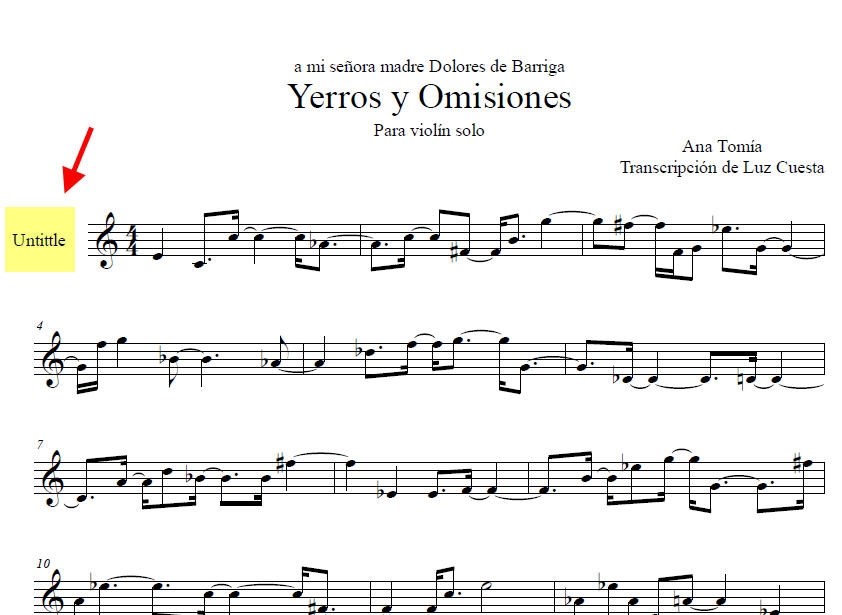 a mi señora madre Dolores de Barriga
Yerros y Omisiones
Para violín solo
Ana Tomía
Transcripción de Luz Cuesta
Untittle
4
4
4
7
10